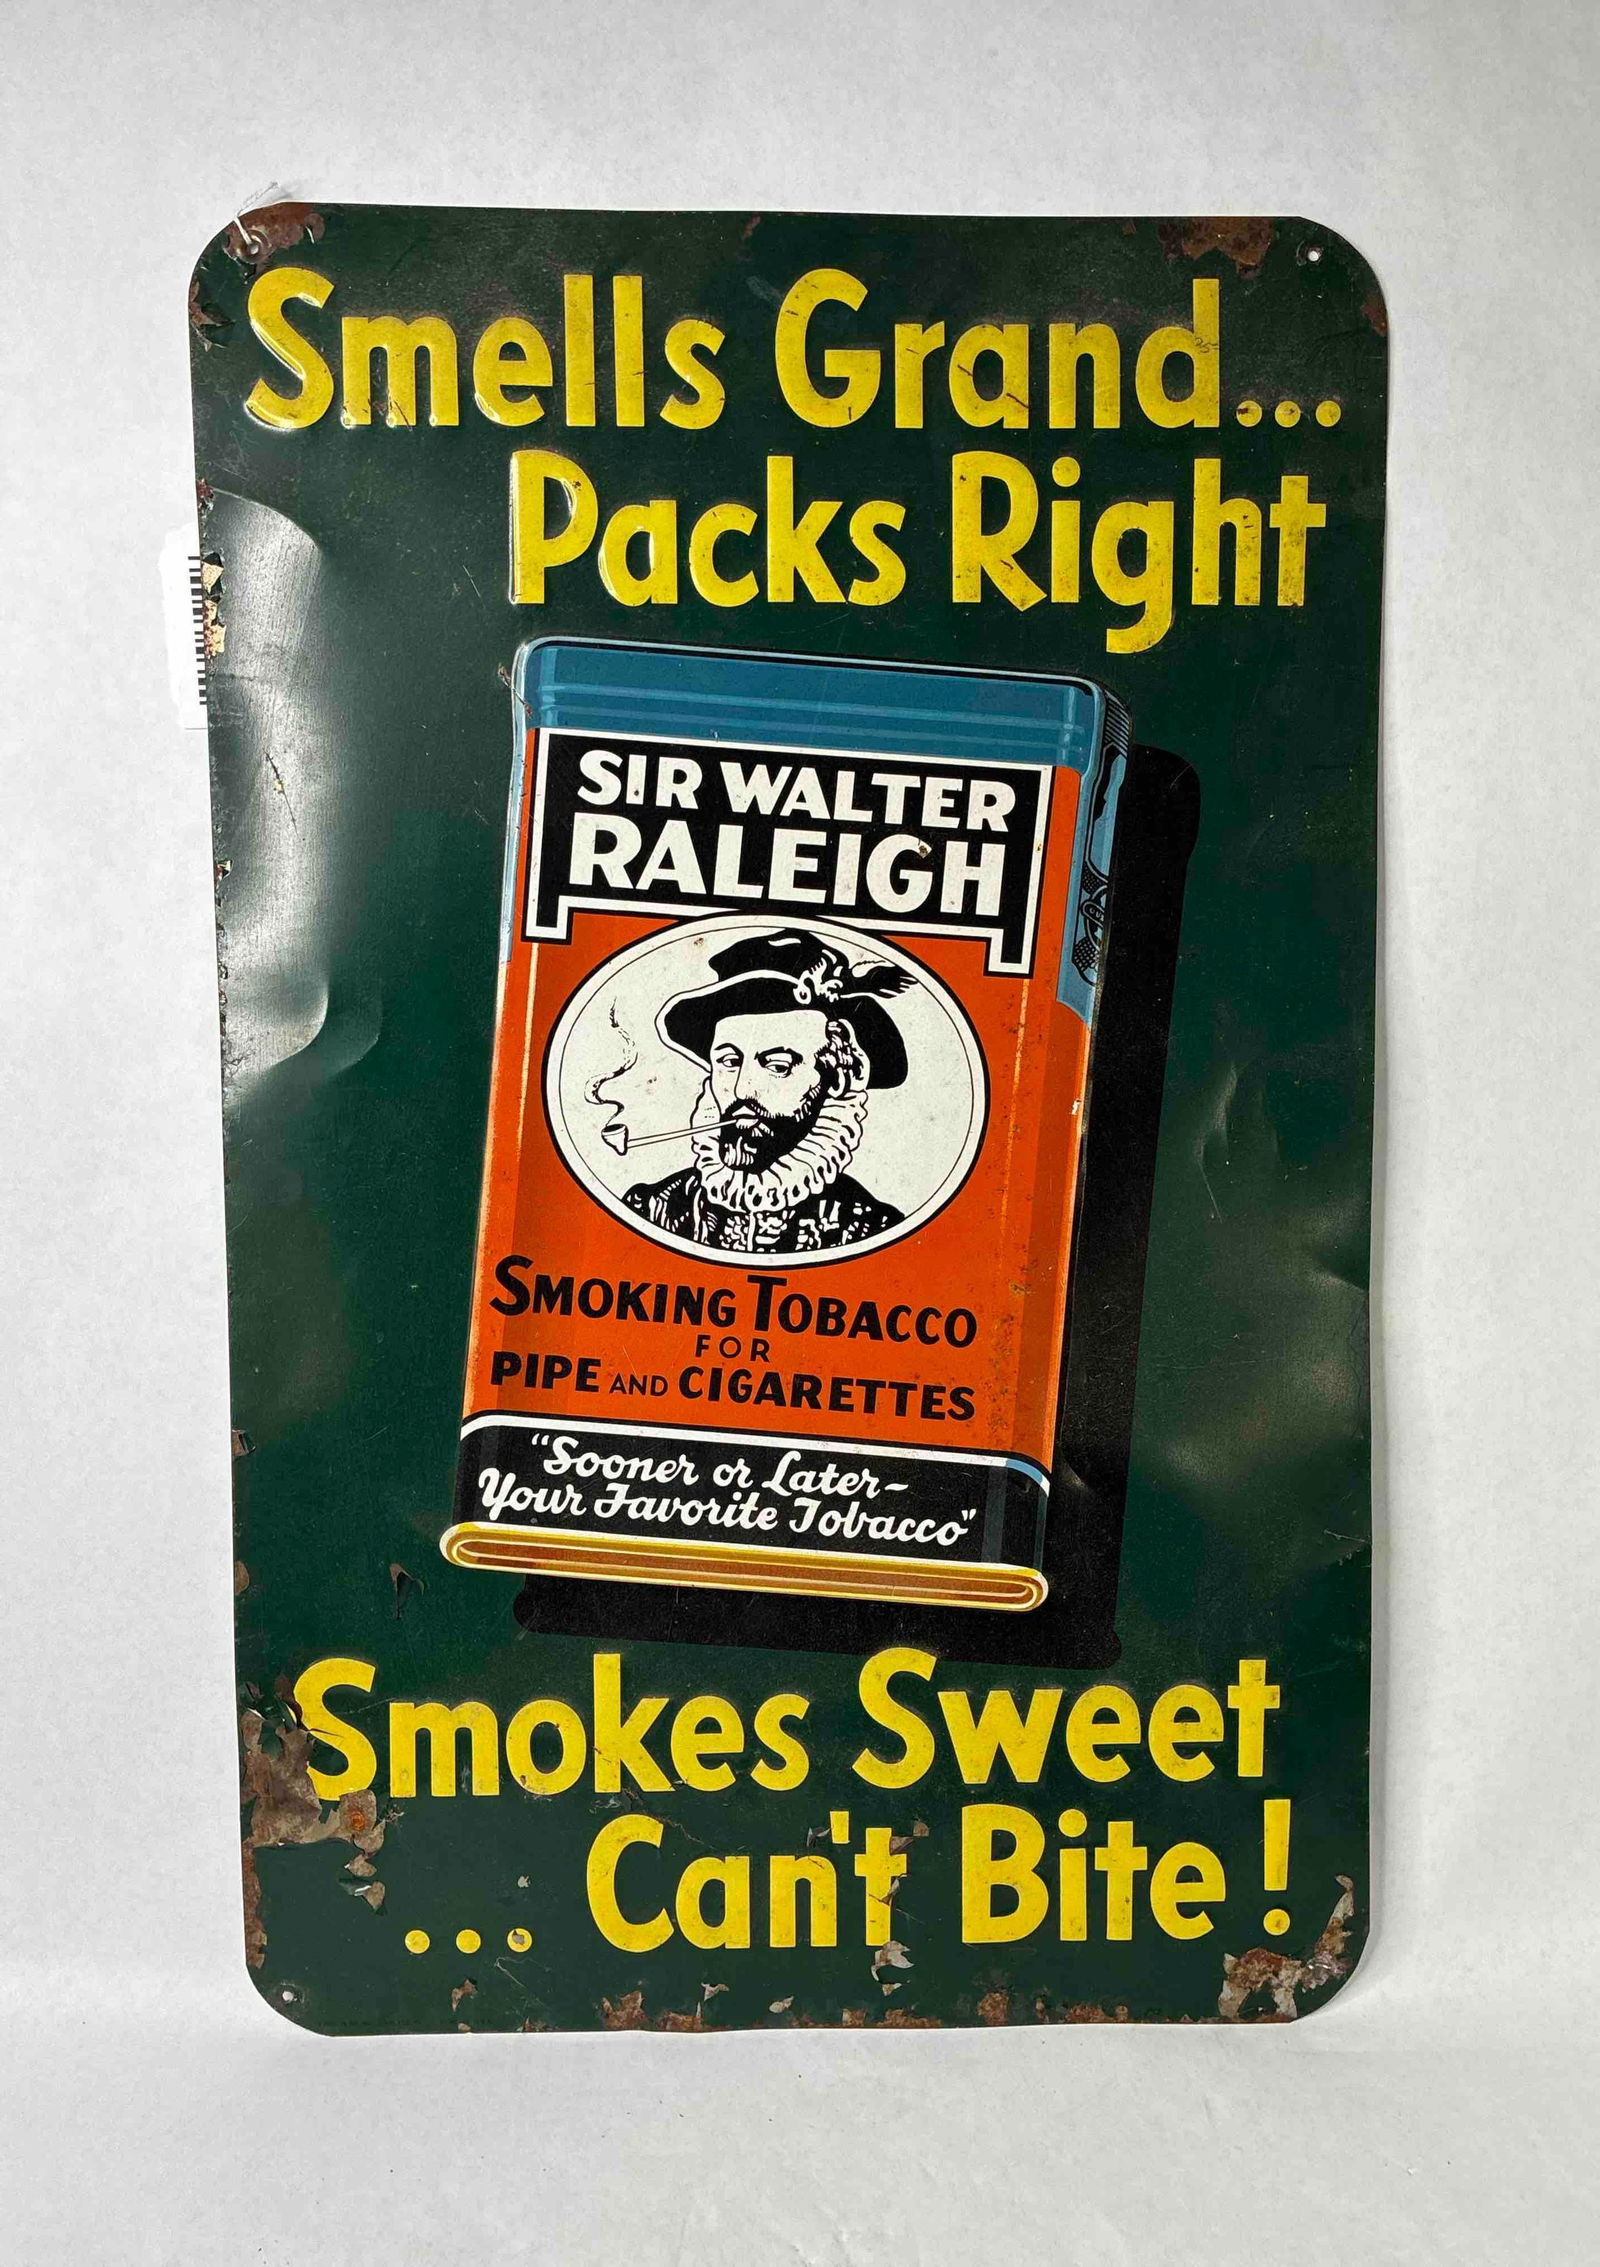 Smells Grand...
Packs Right
SIR WALTER
RALEIGH
SMOKING TOBACCO
FOR
PIPE AND CIGARETTES
"Sooner or Later-
Your Favorite Tobacco"
Smokes Sweet
... Can't Bite!